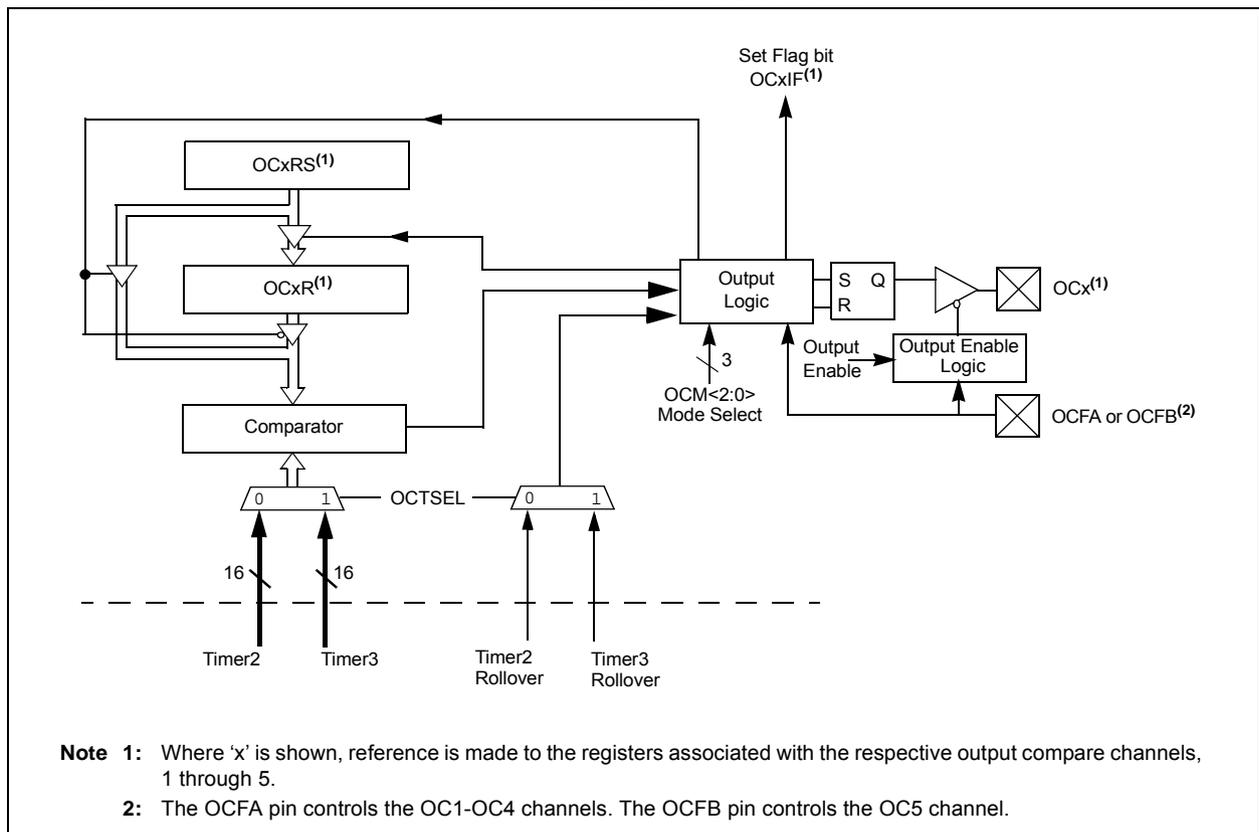 Set Flag bit
OCxIF(1)
OCxRS(1)
OCxR(1)
Output
Logic
S Q
R
OCx(1)
Output
Enable
Output Enable
Logic
3
OCM<2:0>
Mode Select
OCFA or OCFB(2)
Comparator
0 1
OCTSEL
0 1
16
16
Timer2
Timer3
Timer2
Rollover
Timer3
Rollover
Note 1: Where ‘x’ is shown, reference is made to the registers associated with the respective output compare channels,
1 through 5.
2: The OCFA pin controls the OC1-OC4 channels. The OCFB pin controls the OC5 channel.